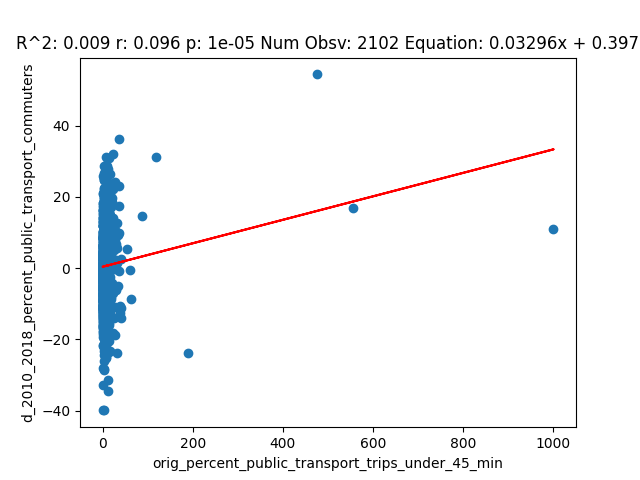 R^2: 0.009 r: 0.096 p: 1e-05 Num Obsv: 2102 Equation: 0.03296x + 0.397
d_2010_2018_percent_public_transport_commuters
40
20
0
−20
−40
0 200 400 600 800 1000
orig_percent_public_transport_trips_under_45_min